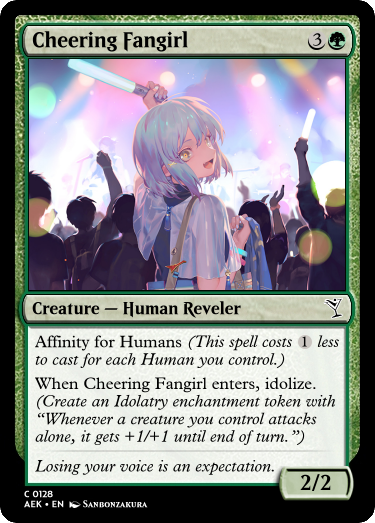 Cheering Fangirl 3
Creature — Human Reveler
Affinity for Humans (This spell costs 1 less
to cast for each Human you control.)
When Cheering Fangirl enters, idolize.
(Create an Idolatry enchantment token with
“Whenever a creature you control attacks
alone, it gets +1/+1 until end of turn.”)
Losing your voice is an expectation.
2/2
C 0128
AEK • EN SANBONZAKURA